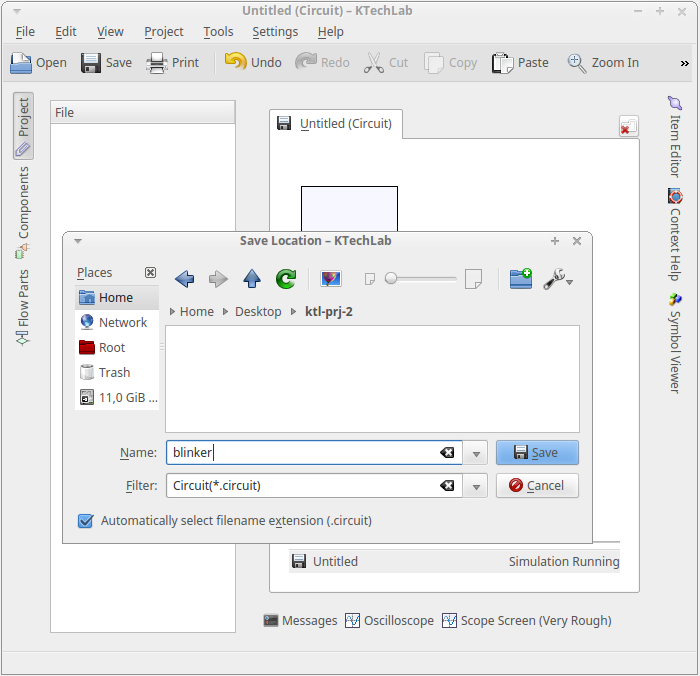 Untitled (Circuit) – KTechLab
File Edit View Project Tools Settings Help
Open Save Print Undo Redo Cut Copy Paste Zoom In »
Project
Components
Flow Parts
File
Untitled (Circuit)
Item Editor
Context Help
Symbol Viewer
Save Location – KTechLab
Places
Home
Network
Root
Trash
11,0 GiB ...
Home Desktop ktl-prj-2
Name: blinker Save
Filter: Circuit(*.circuit) Cancel
Automatically select filename extension (.circuit)
Untitled Simulation Running
Messages Oscilloscope Scope Screen (Very Rough)